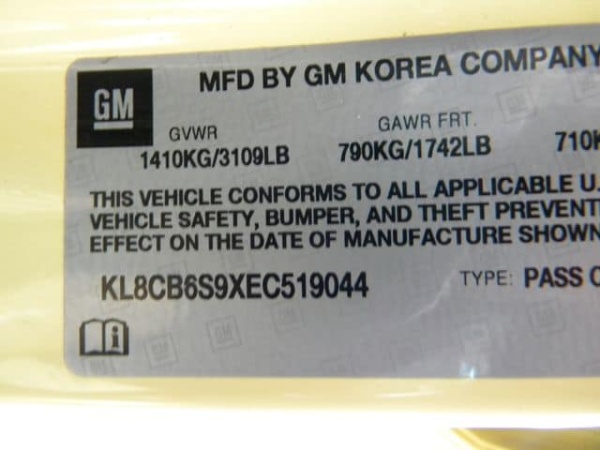 GM
MFD BY GM KOREA COMPANY
GVWR GAWR FRT.
1410KG/3109LB 790KG/1742LB 710K
THIS VEHICLE CONFORMS TO ALL APPLICABLE U.
VEHICLE SAFETY, BUMPER, AND THEFT PREVENT
EFFECT ON THE DATE OF MANUFACTURE SHOWN
KL8CB6S9XEC519044 TYPE: PASS C